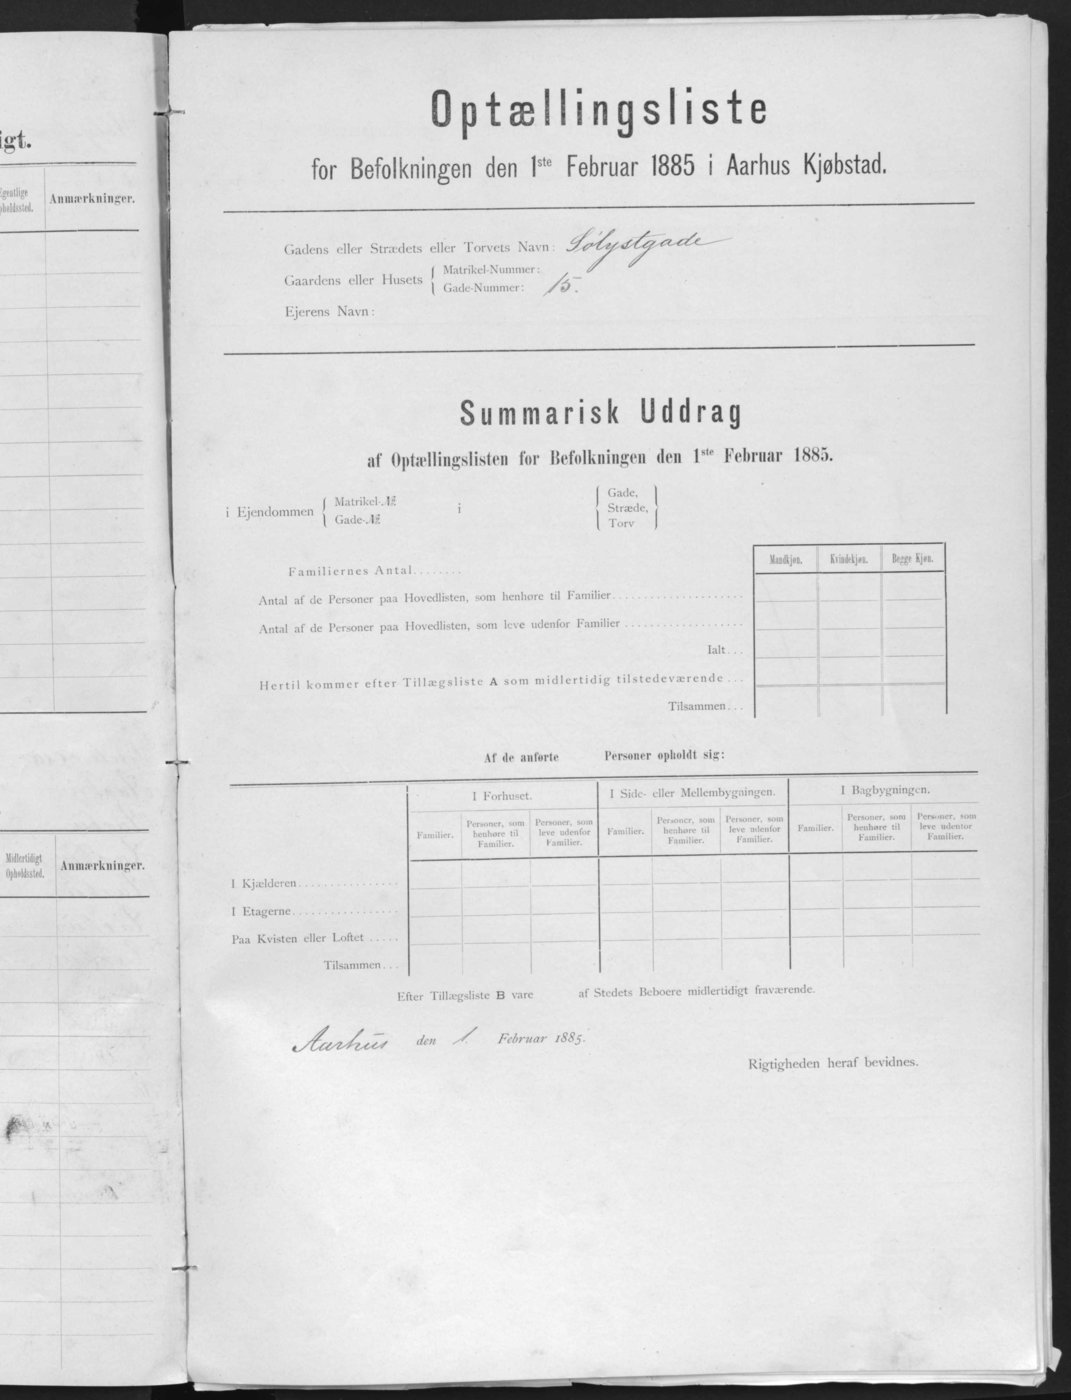 igt.
Egentlige Opholdssted.
Anmærkninger.
Midlertidigt Opholdssted.
Anmærkninger.
Optællingsliste
for Befolkningen den 1ste Februar 1885 i Aarhus Kjøbstad.
Gadens eller Strædets eller Torvets Navn: Sølystgade
Gaardens eller Husets { Matrikel-Nummer:
Gade-Nummer: 15.
Ejerens Navn:
Summarisk Uddrag
af Optællingslisten for Befolkningen den 1ste Februar 1885.
i Ejendommen { Matrikel-№ i { Gade, }
Gade-№ Stræde,
Torv
Mandkjøn. Kvindekjøn. Begge Kjøn.
Familiernes Antal........
Antal af de Personer paa Hovedlisten, som henhøre til Familier....................
Antal af de Personer paa Hovedlisten, som leve udenfor Familier ..................
Ialt...
Hertil kommer efter Tillægsliste A som midlertidig tilstedeværende ...
Tilsammen...
Af de anførte Personer opholdt sig:
I Forhuset. I Side- eller Mellembygningen. I Bagbygningen.
Familier. Personer, som henhøre til Familier. Personer, som leve udenfor Familier. Familier. Personer, som henhøre til Familier. Personer, som leve udenfor Familier. Familier. Personer, som henhøre til Familier. Personer, som leve udenfor Familier.
I Kjælderen...............
I Etagerne................
Paa Kvisten eller Loftet .....
Tilsammen...
Efter Tillægsliste B vare af Stedets Beboere midlertidigt fraværende.
Aarhus den 1. Februar 1885.
Rigtigheden heraf bevidnes.